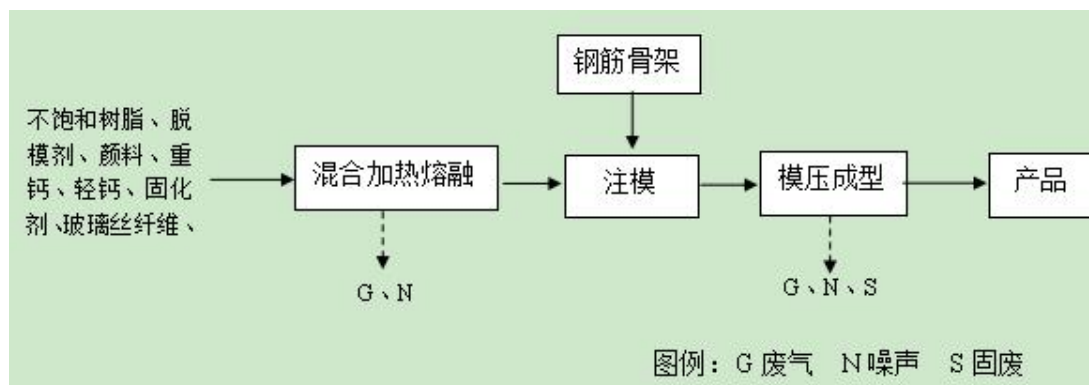 钢筋骨架
不饱和树脂、脱
模剂、颜料、重
钙、轻钙、固化
剂、玻璃丝纤维、
混合加热熔融
注模
模压成型
产品
G、N
G、N、S
图例：G 废气 N 噪声 S 固废